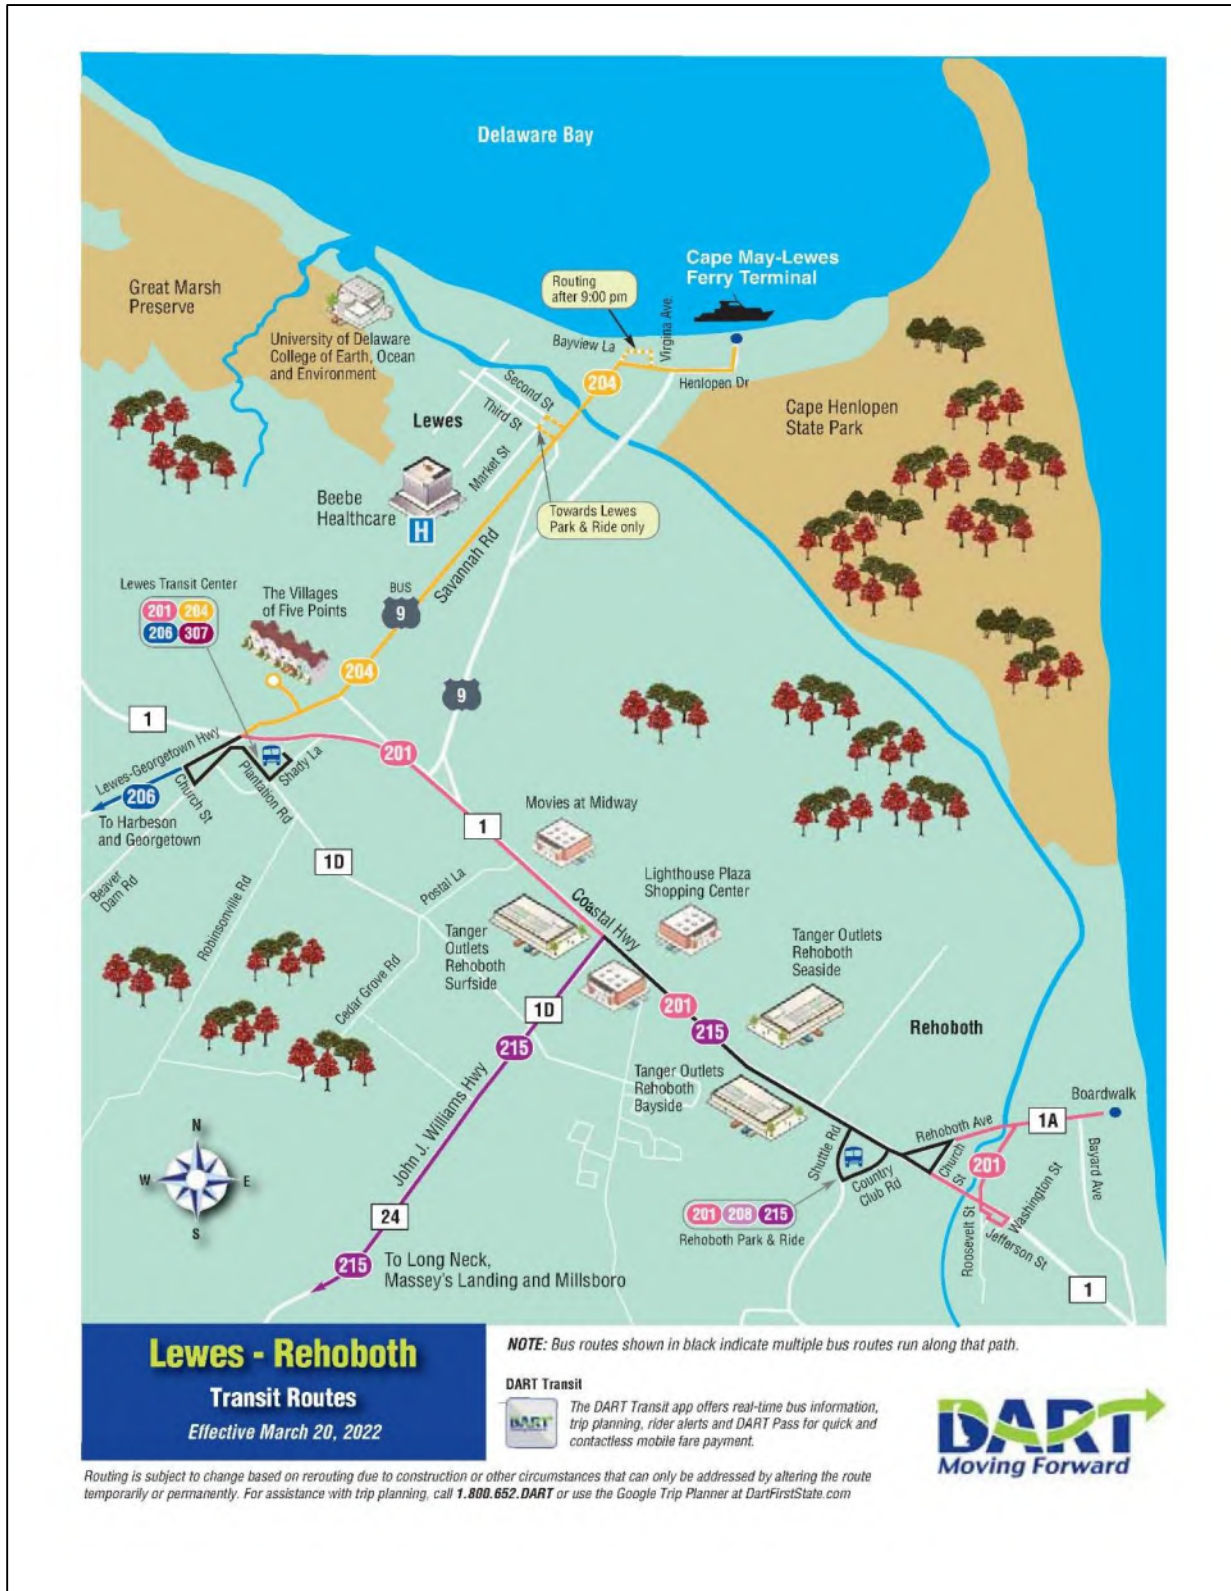 Delaware Bay
Cape May-Lewes
Ferry Terminal
Routing
after 9:00 pm
Great Marsh
Preserve
University of Delaware
College of Earth, Ocean
and Environment
Bayview La
Virgina Ave
Henlopen Dr
204
Second St
Third St
Market St
Lewes
Cape Henlopen
State Park
Beebe
Healthcare
H
Towards Lewes
Park & Ride only
Savannah Rd
BUS
9
Lewes Transit Center
201 204
206 307
The Villages
of Five Points
204
9
1
Lewes-Georgetown Hwy
201
Church St
Plantation Rd
Shady La
206
To Harbeson
and Georgetown
1
Movies at Midway
1D
Beaver
Dam Rd
Robinsonville Rd
Postal La
Coastal Hwy
Lighthouse Plaza
Shopping Center
Tanger
Outlets
Rehoboth
Surfside
Tanger Outlets
Rehoboth
Seaside
Cedar Grove Rd
1D
201
215
215
Rehoboth
Tanger Outlets
Rehoboth
Bayside
John J. Williams Hwy
Boardwalk
Rehoboth Ave
1A
Shuttle Rd
Country
Club Rd
Church
St
201
Washington St
Bayard Ave
Roosevelt St
Jefferson St
N
W E
S
24
201 208 215
Rehoboth Park & Ride
215
To Long Neck,
Massey's Landing and Millsboro
1
Lewes - Rehoboth
Transit Routes
Effective March 20, 2022
NOTE: Bus routes shown in black indicate multiple bus routes run along that path.
DART Transit
DART
The DART Transit app offers real-time bus information,
trip planning, rider alerts and DART Pass for quick and
contactless mobile fare payment.
DART
Moving Forward
Routing is subject to change based on rerouting due to construction or other circumstances that can only be addressed by altering the route
temporarily or permanently. For assistance with trip planning, call 1.800.652.DART or use the Google Trip Planner at DartFirstState.com